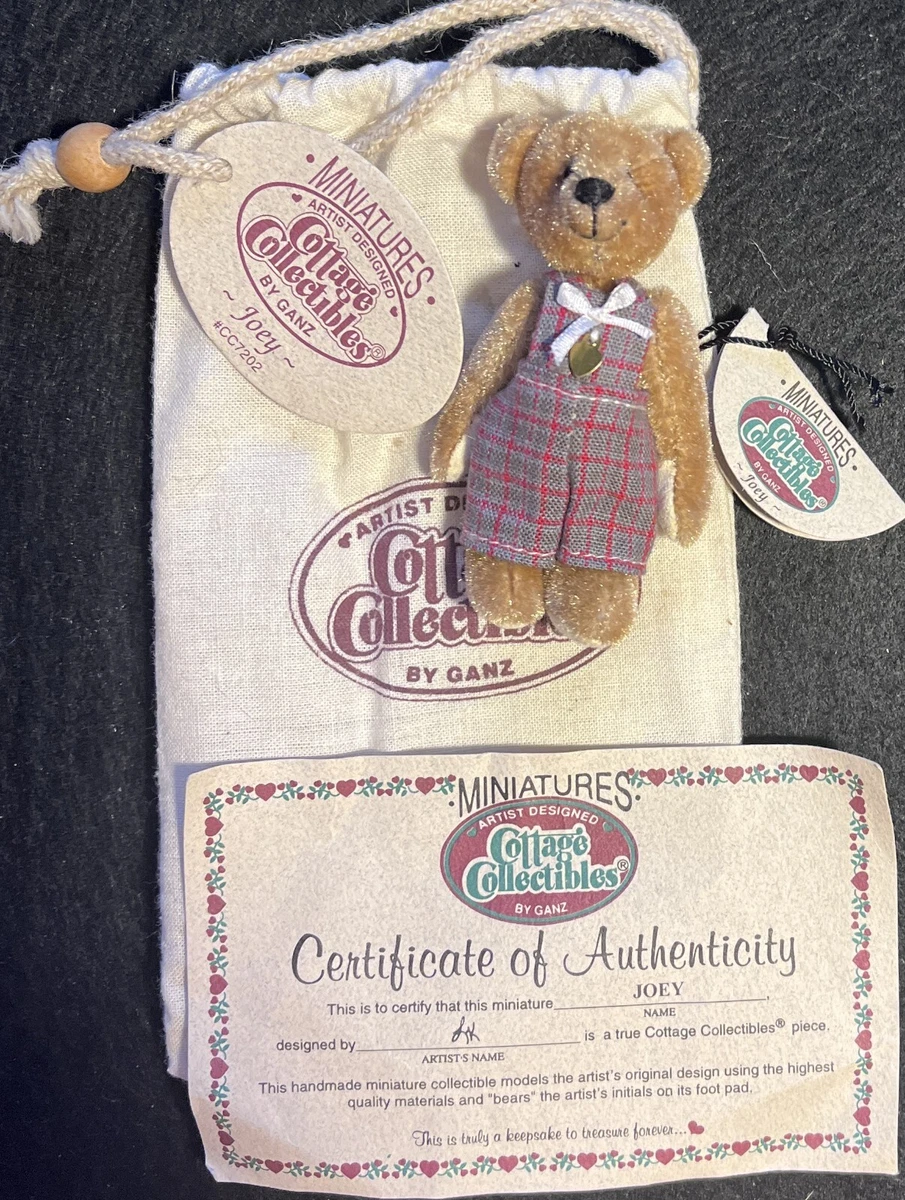 • MINIATURES •
ARTIST DESIGNED
Cottage
Collectibles®
BY GANZ
~ Joey ~
#CC7202
• MINIATURES •
ARTIST DESIGNED
Cottage
Collectibles
BY GANZ
~ Joey ~
ARTIST D
Cott
Collec
BY GANZ
•MINIATURES•
ARTIST DESIGNED
Cottage
Collectibles®
BY GANZ
Certificate of Authenticity
This is to certify that this miniature JOEY,
NAME
designed by is a true Cottage Collectibles® piece.
ARTIST'S NAME
This handmade miniature collectible models the artist's original design using the highest
quality materials and "bears" the artist's initials on its foot pad.
This is truly a keepsake to treasure forever...